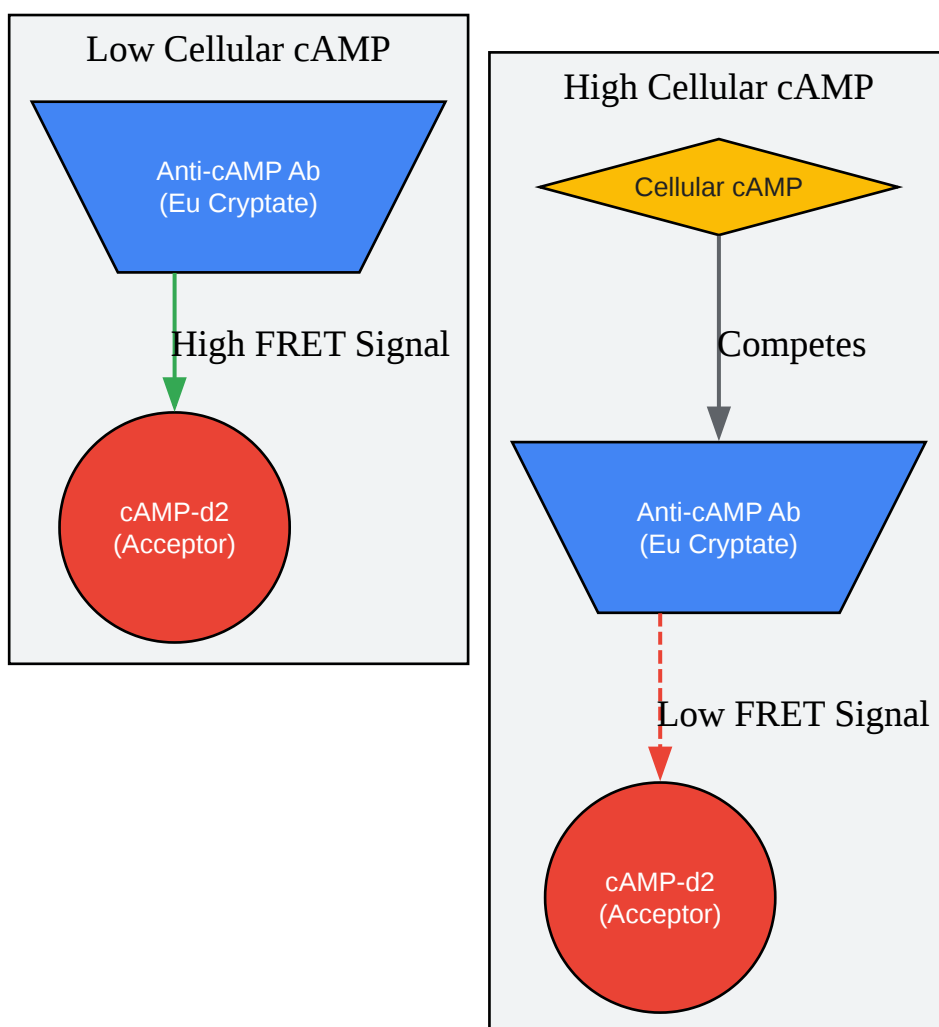 Low Cellular cAMP
Anti-cAMP Ab
(Eu Cryptate)
High FRET Signal
cAMP-d2
(Acceptor)
High Cellular cAMP
Cellular cAMP
Competes
Anti-cAMP Ab
(Eu Cryptate)
Low FRET Signal
cAMP-d2
(Acceptor)